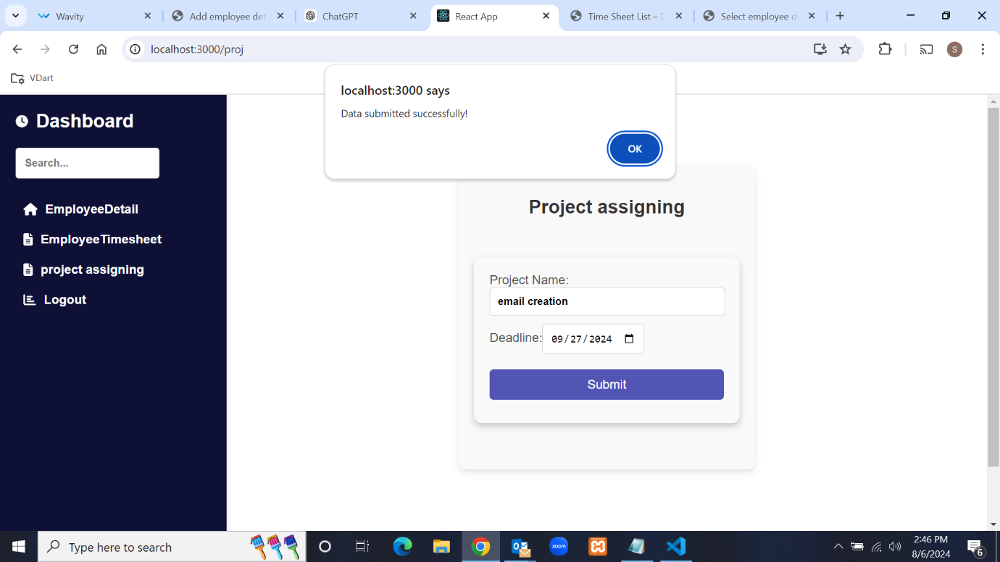 Wavity
Add employee det
ChatGPT
React App
Time Sheet List – D
Select employee d
localhost:3000/proj
S
VDart
localhost:3000 says
Data submitted successfully!
OK
Dashboard
Search...
EmployeeDetail
EmployeeTimesheet
project assigning
Logout
Project assigning
Project Name:
email creation
Deadline: 09/27/2024
Submit
Type here to search
zoom
2:46 PM
8/6/2024
6